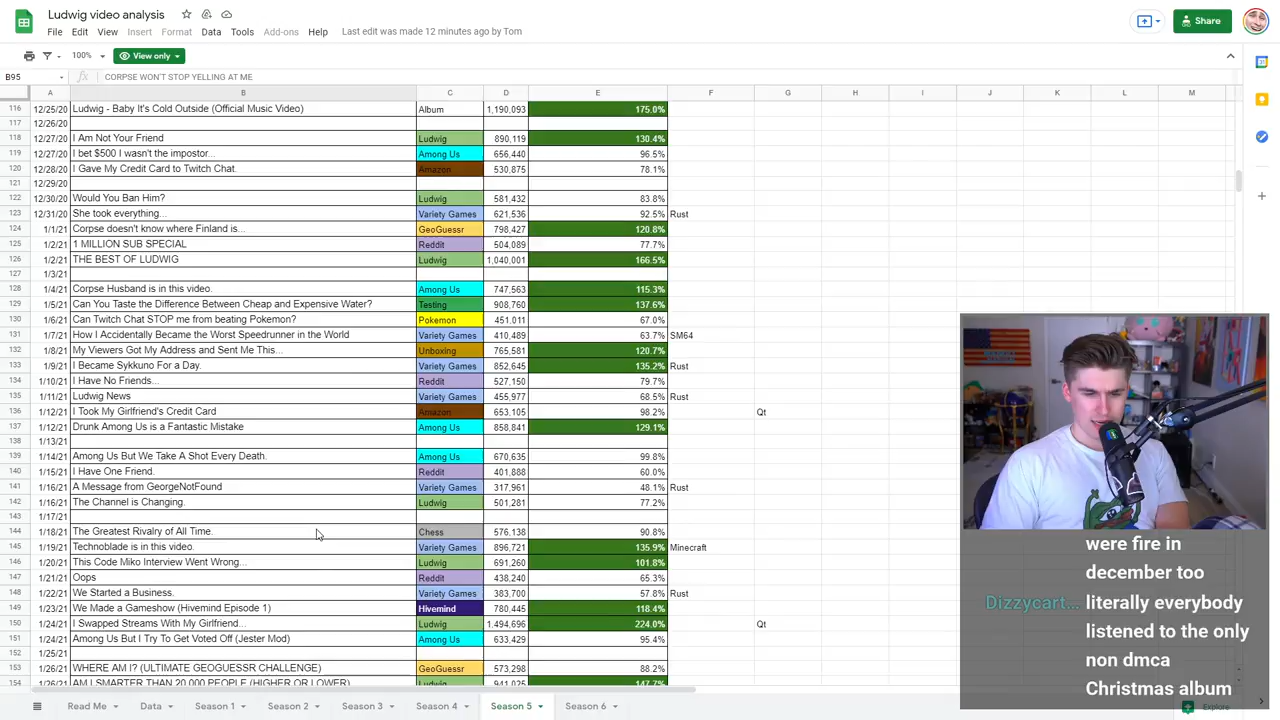 Ludwig video analysis
File Edit View Insert Format Data Tools Add-ons Help Last edit was made 12 minutes ago by Tom
Share
100% View only
B95 fx CORPSE WON'T STOP YELLING AT ME
A B C D E F G H I J K L M
116 12/25/20 Ludwig - Baby It's Cold Outside (Official Music Video) Album 1,190,093 175.0%
117 12/26/20
118 12/27/20 I Am Not Your Friend Ludwig 890,119 130.4%
119 12/27/20 I bet $500 I wasn't the impostor... Among Us 656,440 96.5%
120 12/28/20 I Gave My Credit Card to Twitch Chat. Amazon 530,875 78.1%
121 12/29/20
122 12/30/20 Would You Ban Him? Ludwig 581,432 83.8%
123 12/31/20 She took everything... Variety Games 621,536 92.5% Rust
124 1/1/21 Corpse doesn't know where Finland is... GeoGuessr 798,427 120.8%
125 1/2/21 1 MILLION SUB SPECIAL Reddit 504,089 77.7%
126 1/2/21 THE BEST OF LUDWIG Ludwig 1,040,001 166.5%
127 1/3/21
128 1/4/21 Corpse Husband is in this video. Among Us 747,563 115.3%
129 1/5/21 Can You Taste the Difference Between Cheap and Expensive Water? Testing 908,760 137.6%
130 1/6/21 Can Twitch Chat STOP me from beating Pokemon? Pokemon 451,011 67.0%
131 1/7/21 How I Accidentally Became the Worst Speedrunner in the World Variety Games 410,489 63.7% SM64
132 1/8/21 My Viewers Got My Address and Sent Me This... Unboxing 765,581 120.7%
133 1/9/21 I Became Sykkuno For a Day. Variety Games 852,645 135.2% Rust
134 1/10/21 I Have No Friends... Reddit 527,150 79.7%
135 1/11/21 Ludwig News Variety Games 455,977 68.5% Rust
136 1/12/21 I Took My Girlfriend's Credit Card Amazon 653,105 98.2% Qt
137 1/12/21 Drunk Among Us is a Fantastic Mistake Among Us 858,841 129.1%
138 1/13/21
139 1/14/21 Among Us But We Take A Shot Every Death. Among Us 670,635 99.8%
140 1/15/21 I Have One Friend. Reddit 401,888 60.0%
141 1/16/21 A Message from GeorgeNotFound Variety Games 317,961 48.1% Rust
142 1/16/21 The Channel is Changing. Ludwig 501,281 77.2%
143 1/17/21
144 1/18/21 The Greatest Rivalry of All Time. Chess 576,138 90.8%
145 1/19/21 Technoblade is in this video. Variety Games 896,721 135.9% Minecraft
146 1/20/21 This Code Miko Interview Went Wrong... Ludwig 691,260 101.8%
147 1/21/21 Oops Reddit 438,240 65.3%
148 1/22/21 We Started a Business. Variety Games 383,700 57.8% Rust
149 1/23/21 We Made a Gameshow (Hivemind Episode 1) Hivemind 780,445 118.4%
150 1/24/21 I Swapped Streams With My Girlfriend... Ludwig 1,494,696 224.0% Qt
151 1/24/21 Among Us But I Try To Get Voted Off (Jester Mod) Among Us 633,429 95.4%
152 1/25/21
153 1/26/21 WHERE AM I? (ULTIMATE GEOGUESSR CHALLENGE) GeoGuessr 573,298 88.2%
154 1/26/21 AM I SMARTER THAN 20,000 PEOPLE (HIGHER OR LOWER) Ludwig 941,025 147.7%
were fire in
december too
Dizzycart... literally everybody
listened to the only
non dmca
Christmas album
Read Me Data Season 1 Season 2 Season 3 Season 4 Season 5 Season 6
Explore